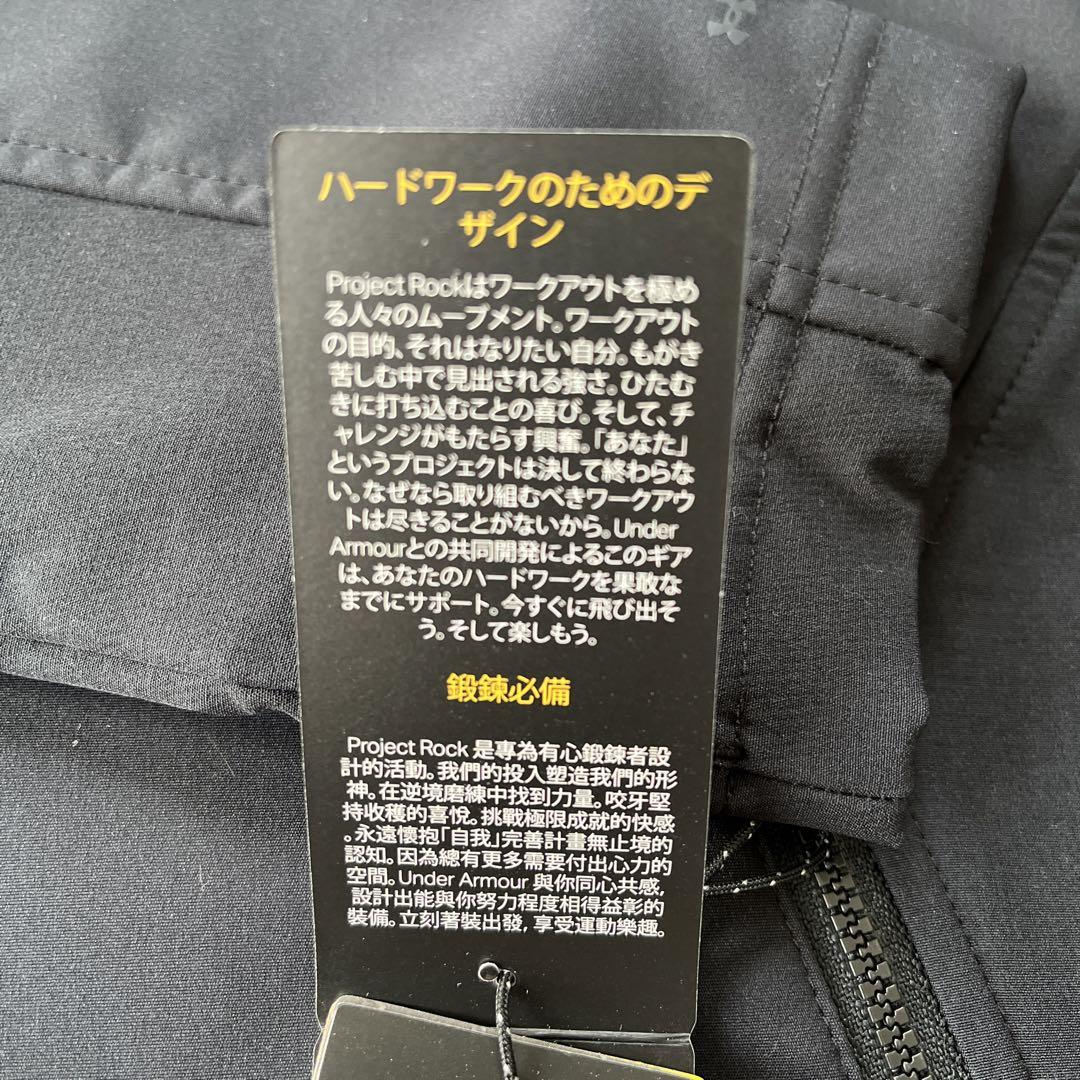 ハードワークのためのデ
ザイン
Project Rockはワークアウトを極め
る人々のムーブメント。ワークアウト
の目的、それはなりたい自分。もがき
苦しむ中で見出される強さ。ひたむ
きに打ち込むことの喜び。そして、チ
ャレンジがもたらす興奮。「あなた」
というプロジェクトは決して終わらな
い。なぜなら取り組むべきワークアウ
トは尽きることがないから。Under
Armourとの共同開発によるこのギア
は、あなたのハードワークを果敢な
までにサポート。今すぐに飛び出そ
う。そして楽しもう。
鍛鍊必備
Project Rock 是專為有心鍛鍊者設
計的活動。我們的投入塑造我們的形
神。在逆境磨練中找到力量。咬牙堅
持收穫的喜悅。挑戰極限成就的快感
。永遠懷抱「自我」完善計畫無止境的
認知。因為總有更多需要付出心力的
空間。Under Armour 與你同心共感,
設計出能與你努力程度相得益彰的
裝備。立刻著裝出發, 享受運動樂趣。